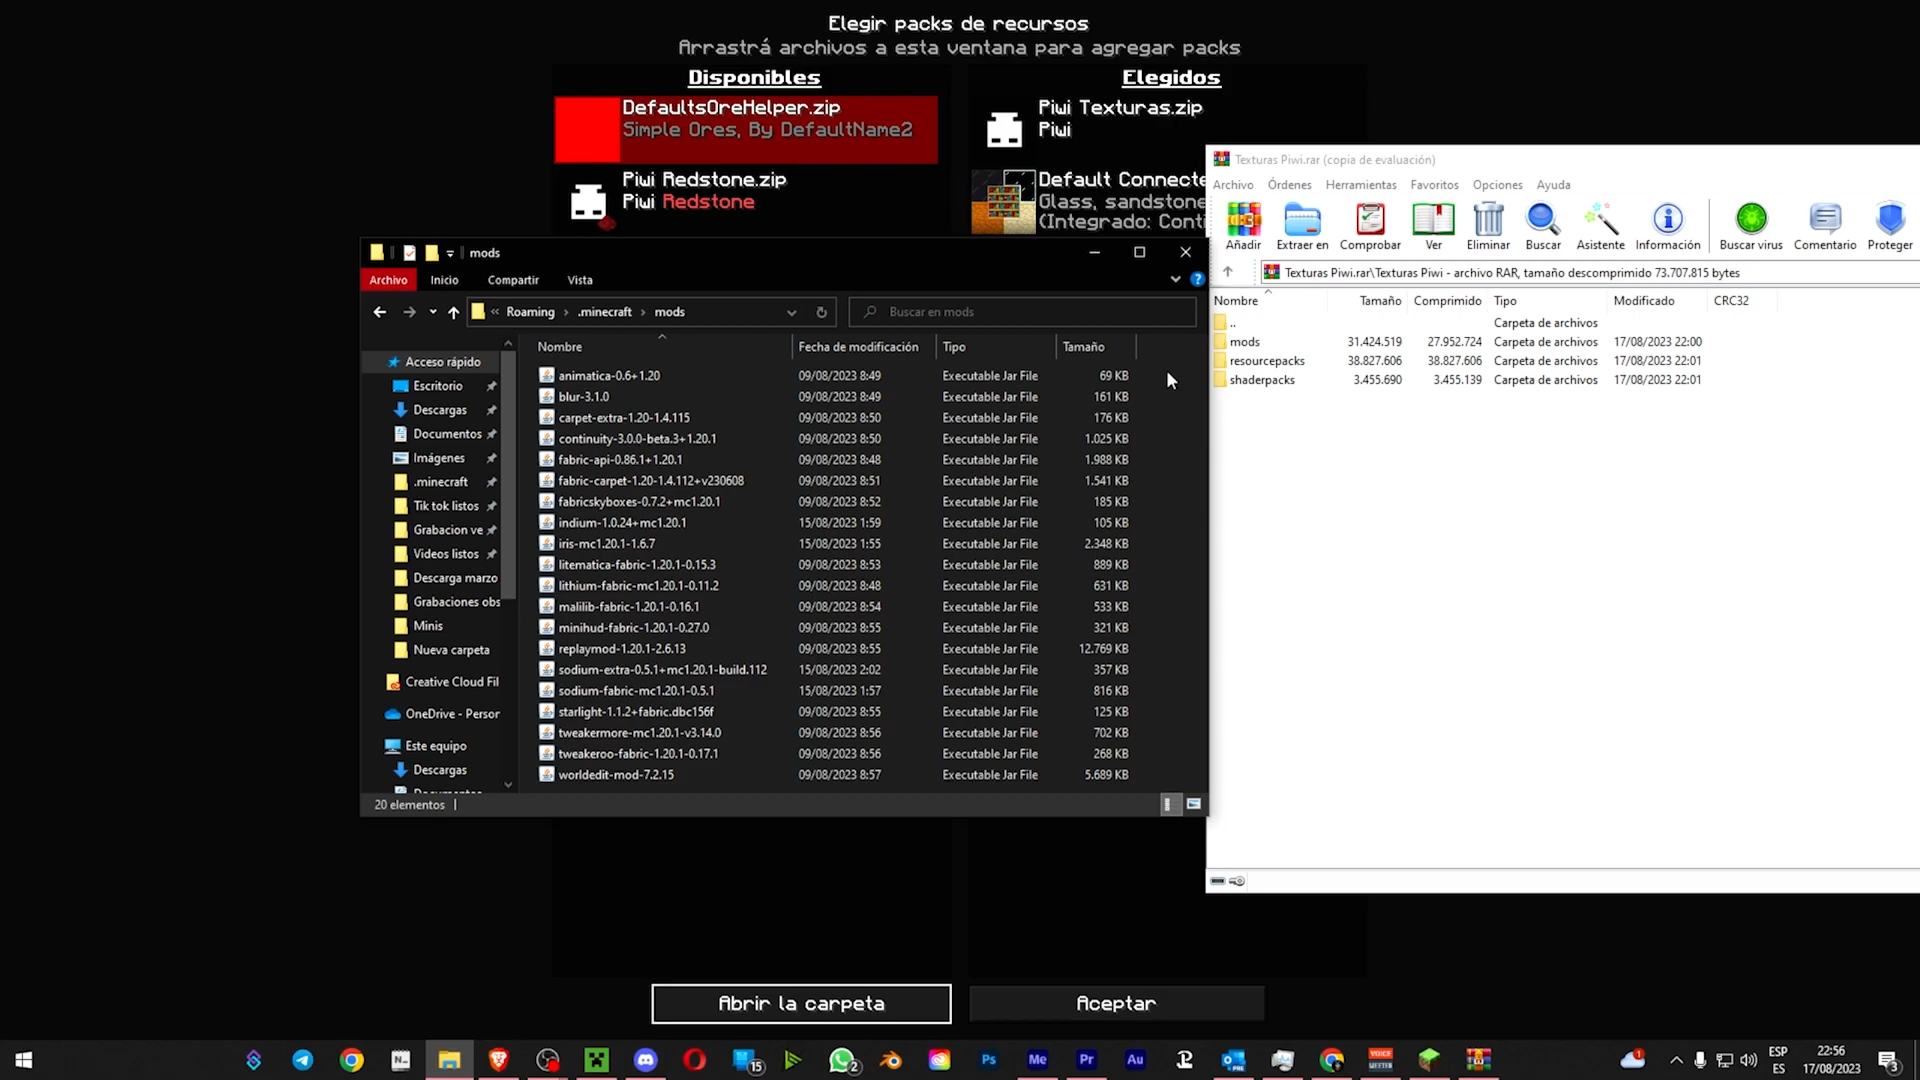 Elegir packs de recursos
Arrastrá archivos a esta ventana para agregar packs
Disponibles
DefaultsOreHelper.zip
Simple Ores, By DefaultName2
Piwi Redstone.zip
Piwi Redstone
Elegidos
Piwi Texturas.zip
Piwi
Default Connecte
Glass, sandstone
(Integrado: Conti
mods
Archivo Inicio Compartir Vista
« Roaming > .minecraft > mods
Buscar en mods
Acceso rápido
Escritorio
Descargas
Documentos
Imágenes
.minecraft
Tik tok listos
Grabacion ve
Videos listos
Descarga marzo
Grabaciones obs
Minis
Nueva carpeta
Creative Cloud Fil
OneDrive - Person
Este equipo
Descargas
Nombre Fecha de modificación Tipo Tamaño
animatica-0.6+1.20 09/08/2023 8:49 Executable Jar File 69 KB
blur-3.1.0 09/08/2023 8:49 Executable Jar File 161 KB
carpet-extra-1.20-1.4.115 09/08/2023 8:50 Executable Jar File 176 KB
continuity-3.0.0-beta.3+1.20.1 09/08/2023 8:50 Executable Jar File 1.025 KB
fabric-api-0.86.1+1.20.1 09/08/2023 8:48 Executable Jar File 1.988 KB
fabric-carpet-1.20-1.4.112+v230608 09/08/2023 8:51 Executable Jar File 1.541 KB
fabricskyboxes-0.7.2+mc1.20.1 09/08/2023 8:52 Executable Jar File 185 KB
indium-1.0.24+mc1.20.1 15/08/2023 1:59 Executable Jar File 105 KB
iris-mc1.20.1-1.6.7 15/08/2023 1:55 Executable Jar File 2.348 KB
litematica-fabric-1.20.1-0.15.3 09/08/2023 8:53 Executable Jar File 889 KB
lithium-fabric-mc1.20.1-0.11.2 09/08/2023 8:48 Executable Jar File 631 KB
malilib-fabric-1.20.1-0.16.1 09/08/2023 8:54 Executable Jar File 533 KB
minihud-fabric-1.20.1-0.27.0 09/08/2023 8:55 Executable Jar File 321 KB
replaymod-1.20.1-2.6.13 09/08/2023 8:55 Executable Jar File 12.769 KB
sodium-extra-0.5.1+mc1.20.1-build.112 15/08/2023 2:02 Executable Jar File 357 KB
sodium-fabric-mc1.20.1-0.5.1 15/08/2023 1:57 Executable Jar File 816 KB
starlight-1.1.2+fabric.dbc156f 09/08/2023 8:55 Executable Jar File 125 KB
tweakermore-mc1.20.1-v3.14.0 09/08/2023 8:56 Executable Jar File 702 KB
tweakeroo-fabric-1.20.1-0.17.1 09/08/2023 8:56 Executable Jar File 268 KB
worldedit-mod-7.2.15 09/08/2023 8:57 Executable Jar File 5.689 KB
20 elementos
Texturas Piwi.rar (copia de evaluación)
Archivo Órdenes Herramientas Favoritos Opciones Ayuda
Añadir Extraer en Comprobar Ver Eliminar Buscar Asistente Información Buscar virus Comentario Proteger
Texturas Piwi.rar\Texturas Piwi - archivo RAR, tamaño descomprimido 73.707.815 bytes
Nombre Tamaño Comprimido Tipo Modificado CRC32
.. Carpeta de archivos
mods 31.424.519 27.952.724 Carpeta de archivos 17/08/2023 22:00
resourcepacks 38.827.606 38.827.606 Carpeta de archivos 17/08/2023 22:01
shaderpacks 3.455.690 3.455.139 Carpeta de archivos 17/08/2023 22:01
Abrir la carpeta
Aceptar
15
2
Ps
Me
Pr
Au
VOICE
MEETER
1
ESP
ES
22:56
17/08/2023
3